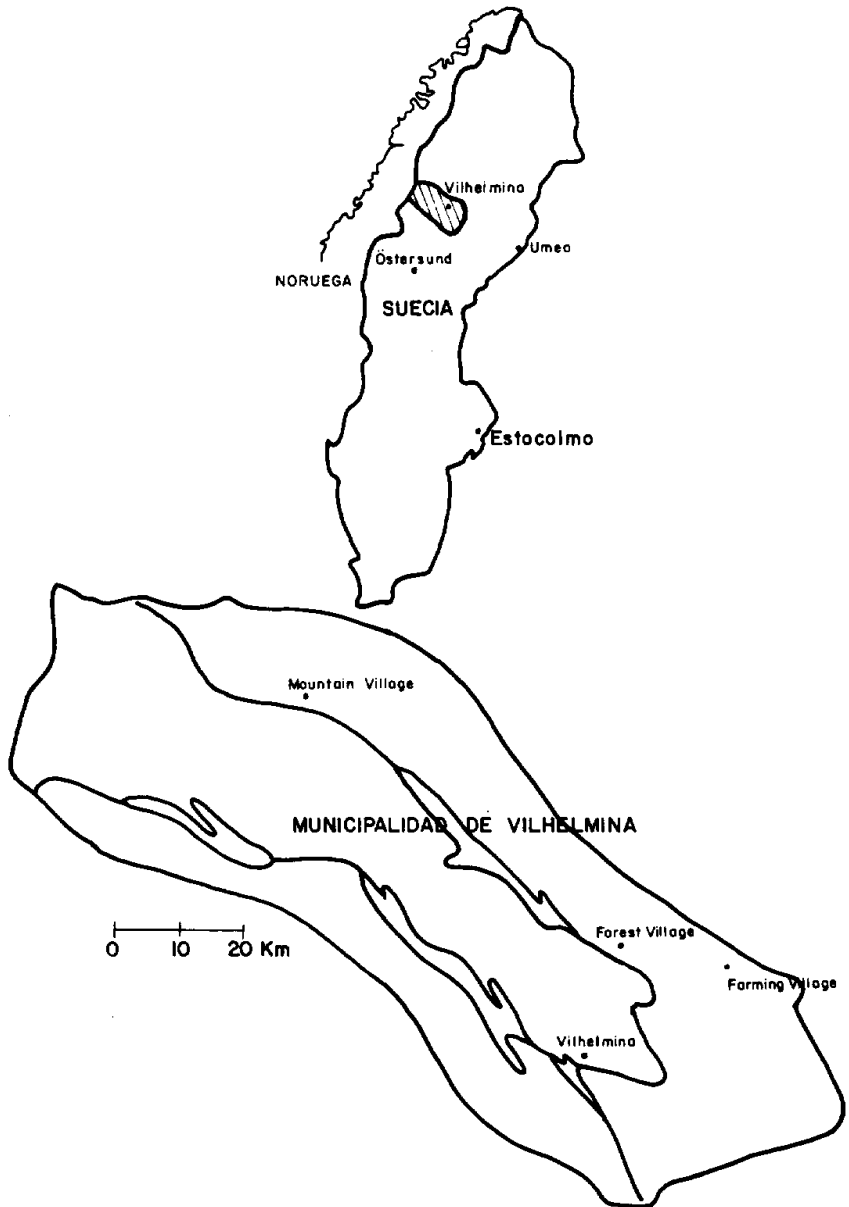 Vilhelmina
Umea
Östersund
NORUEGA
SUECIA
Estocolmo
Mountain Village
MUNICIPALIDAD DE VILHELMINA
0 10 20 Km
Forest Village
Farming Village
Vilhelmina